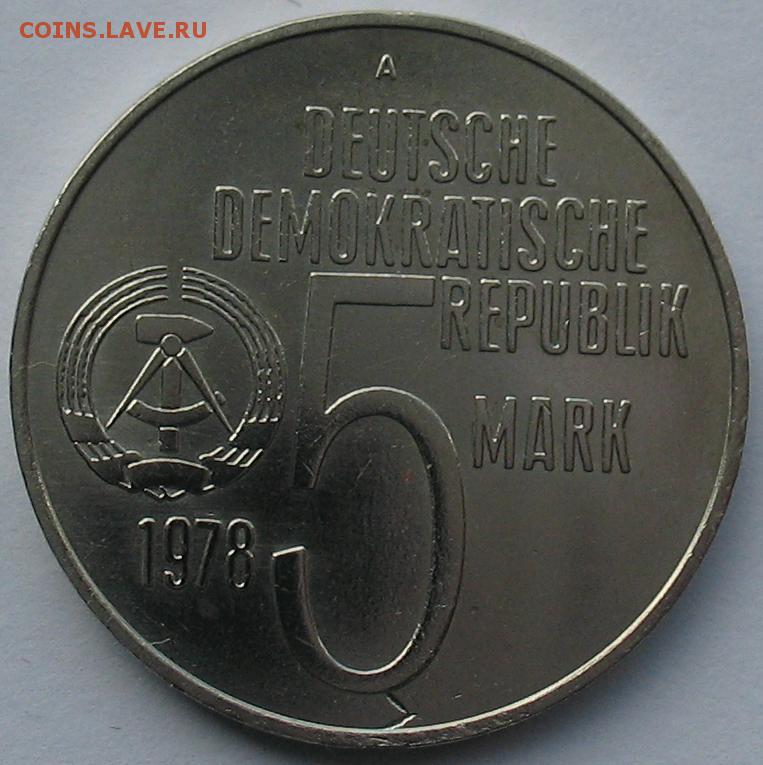 COINS.LAVE.RU
A
DEUTSCHE
DEMOKRATISCHE
REPUBLIK
5
MARK
1978